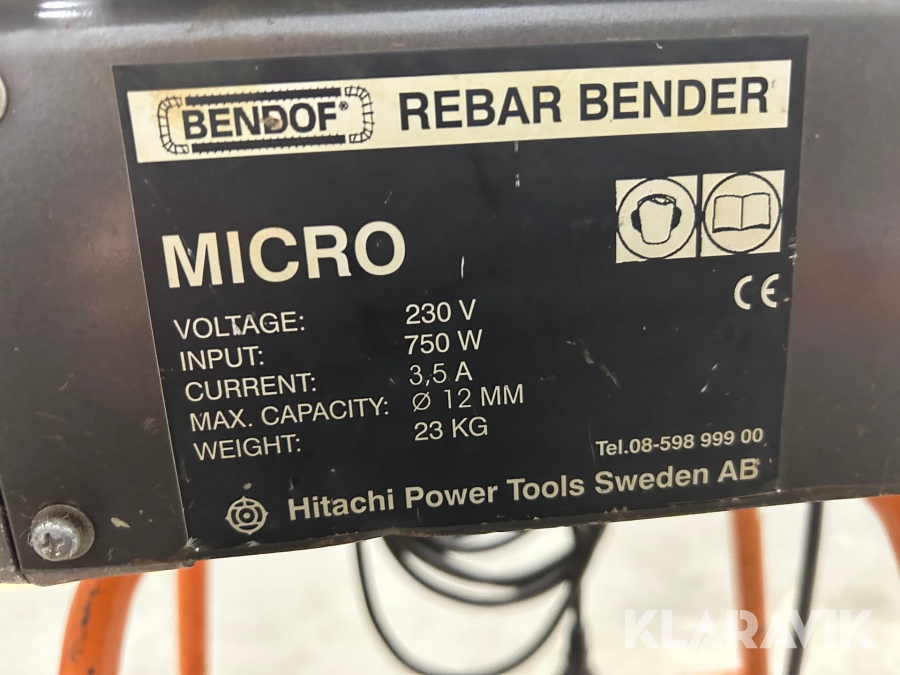 BENDOF® REBAR BENDER
MICRO
VOLTAGE: 230 V
INPUT: 750 W
CURRENT: 3,5 A
MAX. CAPACITY: Ø 12 MM
WEIGHT: 23 KG
CE
Tel.08-598 999 00
Hitachi Power Tools Sweden AB
KLARAVIK